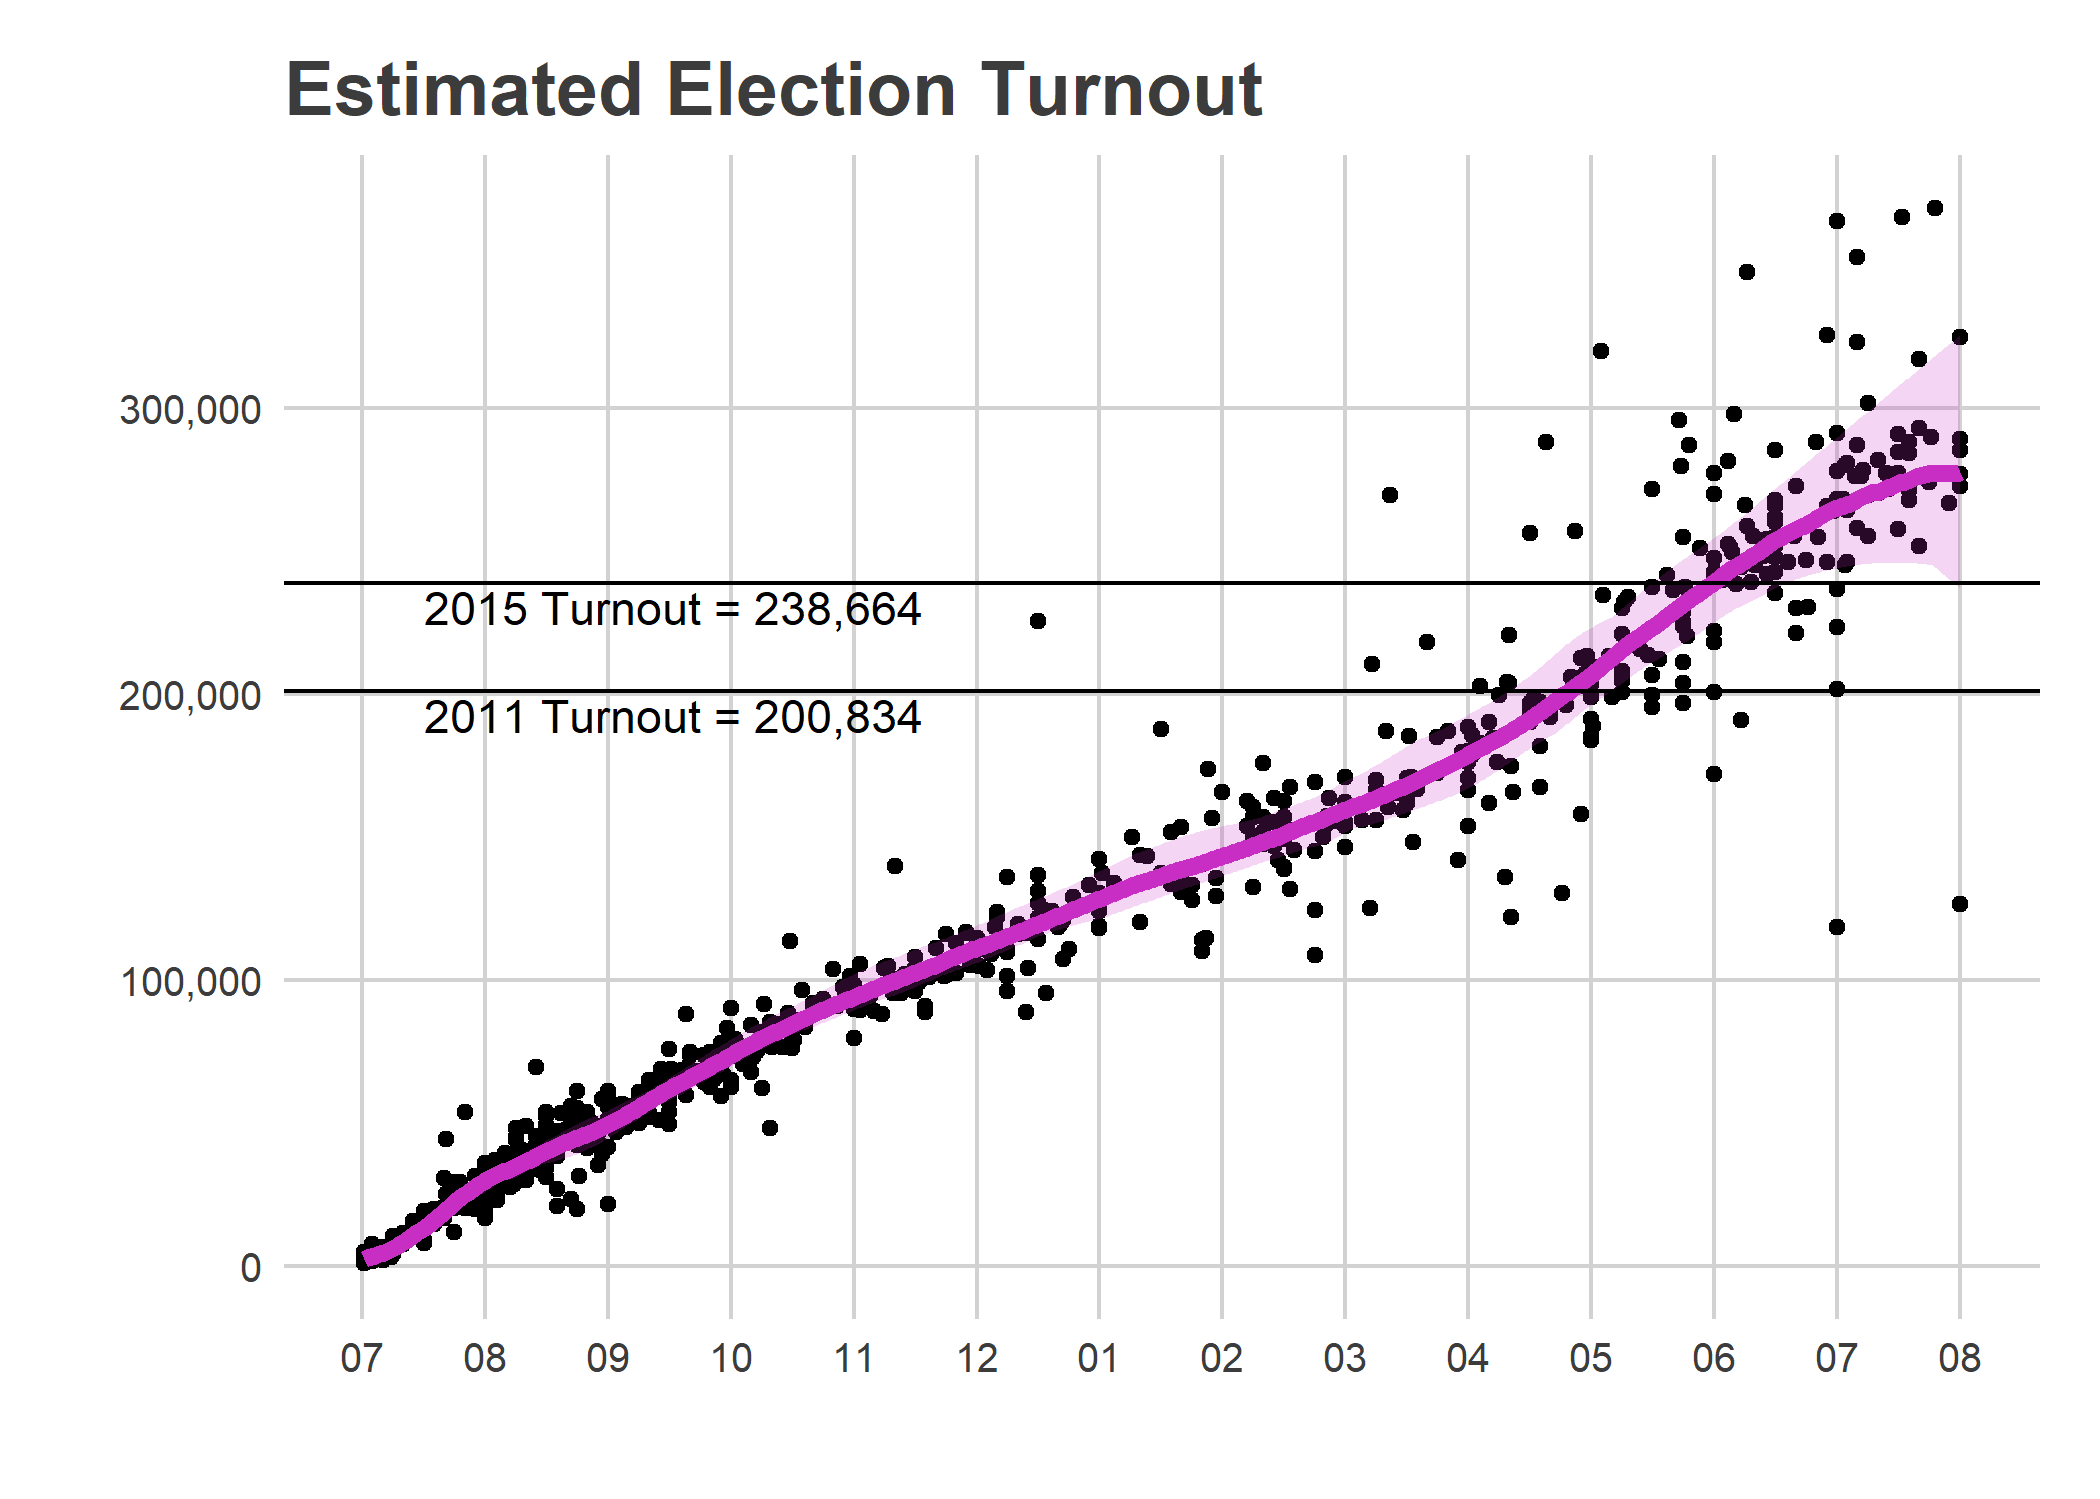 Estimated Election Turnout
300,000
2015 Turnout = 238,664
200,000
2011 Turnout = 200,834
100,000
0
07 08 09 10 11 12 01 02 03 04 05 06 07 08